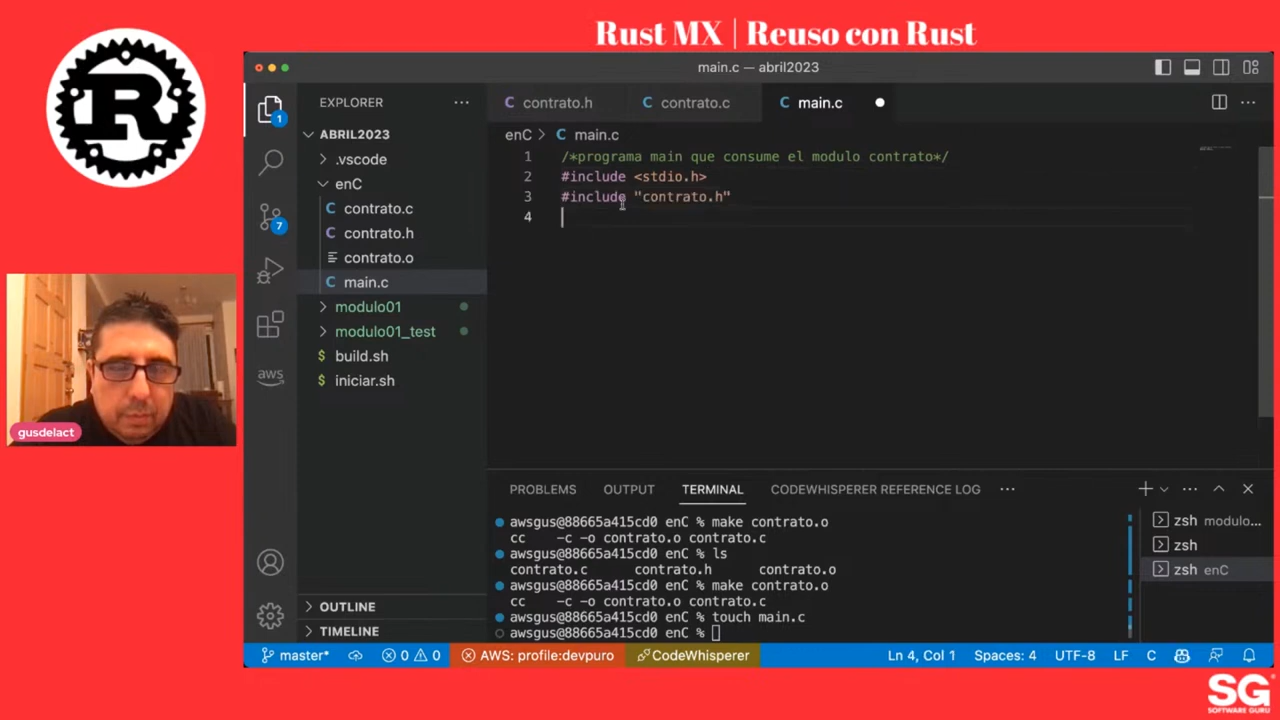 Rust MX | Reuso con Rust
R
main.c — abril2023
EXPLORER
contrato.h
contrato.c
main.c
ABRIL2023
.vscode
enC
contrato.c
contrato.h
contrato.o
main.c
modulo01
modulo01_test
build.sh
iniciar.sh
OUTLINE
TIMELINE
1
7
aws
enC > C main.c
1 /*programa main que consume el modulo contrato*/
2 #include <stdio.h>
3 #include "contrato.h"
4
gusdelact
PROBLEMS OUTPUT TERMINAL CODEWHISPERER REFERENCE LOG
awsgus@88665a415cd0 enC % make contrato.o
cc -c -o contrato.o contrato.c
awsgus@88665a415cd0 enC % ls
contrato.c contrato.h contrato.o
awsgus@88665a415cd0 enC % make contrato.o
cc -c -o contrato.o contrato.c
awsgus@88665a415cd0 enC % touch main.c
awsgus@88665a415cd0 enC %
zsh modulo...
zsh
zsh enC
master* 0 0 AWS: profile:devpuro CodeWhisperer Ln 4, Col 1 Spaces: 4 UTF-8 LF C
SG
SOFTWARE GURU